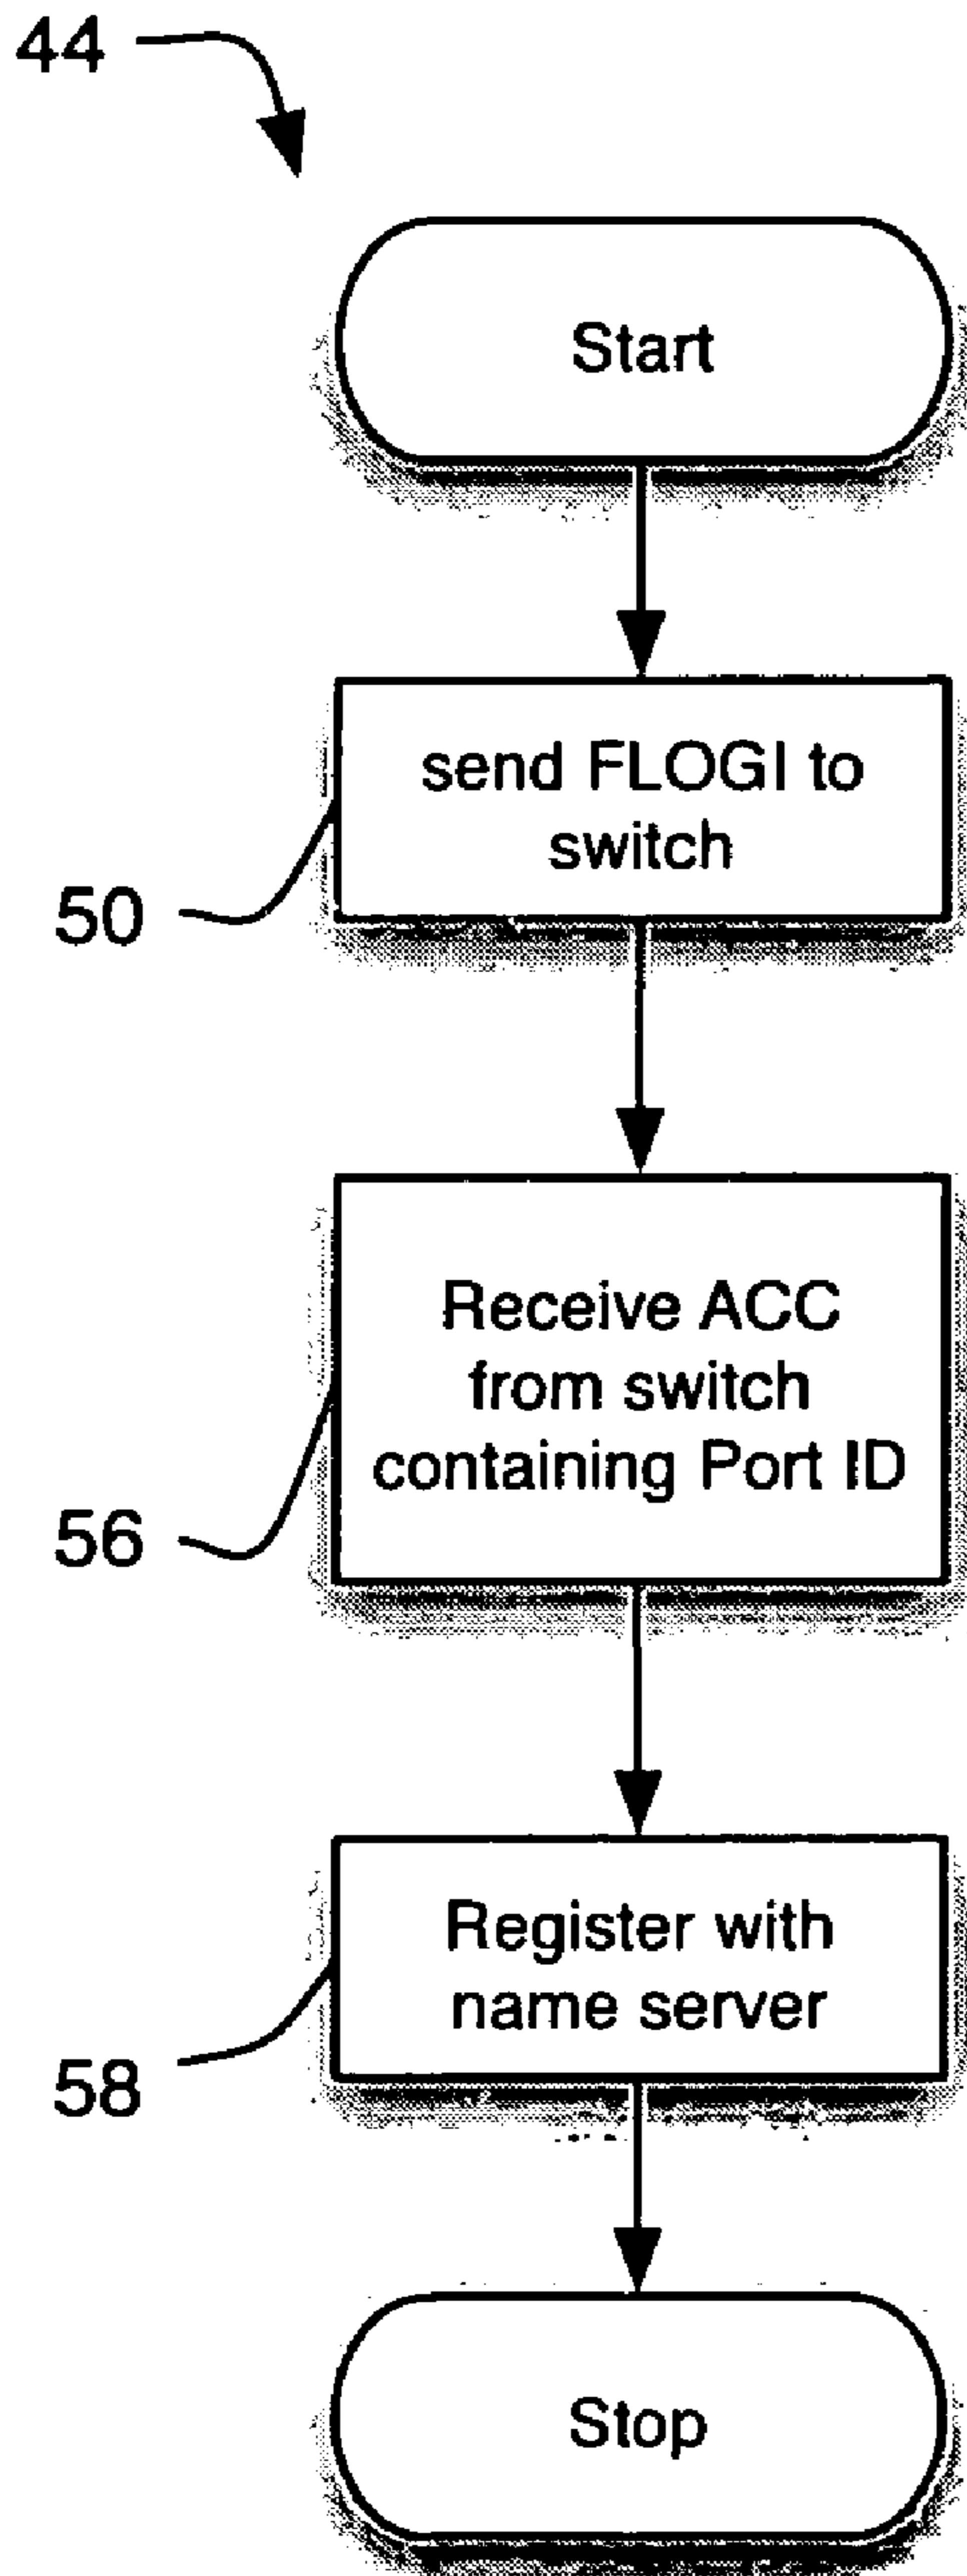 44
Start
send FLOGI to
switch
50
Receive ACC
from switch
containing Port ID
56
Register with
name server
58
Stop